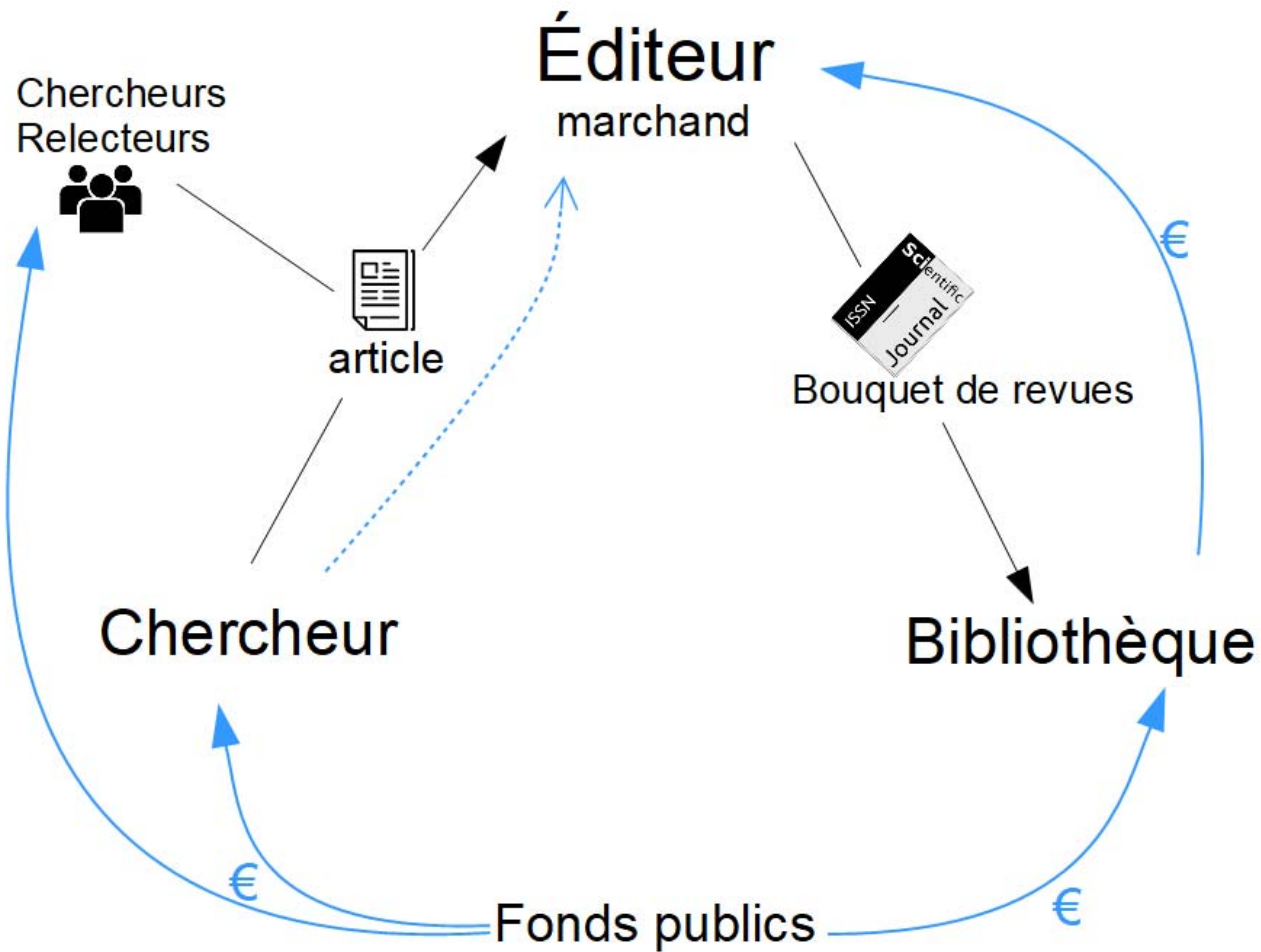 Éditeur
marchand
Chercheurs
Relecteurs
€
Scientific
ISSN
Journal
article
Bouquet de revues
Chercheur
Bibliothèque
€
€
Fonds publics